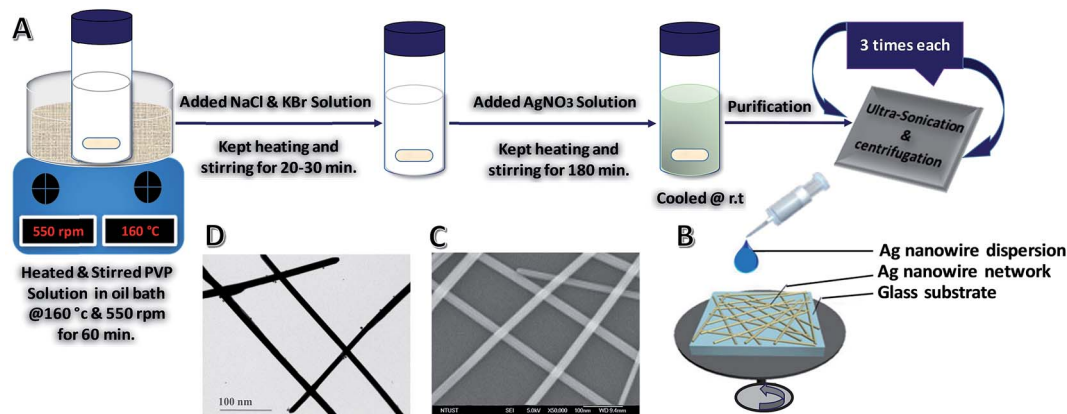 A
3 times each
Added NaCl & KBr Solution
Kept heating and
stirring for 20-30 min.
Added AgNO3 Solution
Kept heating and
stirring for 180 min.
Purification
Ultra-Sonication
&
centrifugation
Cooled @ r.t
550 rpm
160 °C
Heated & Stirred PVP
Solution in oil bath
@160 °c & 550 rpm
for 60 min.
D
100 nm
C
NTUST SEI 5.0kV X50,000 100nm WD 9.4mm
B
Ag nanowire dispersion
Ag nanowire network
Glass substrate